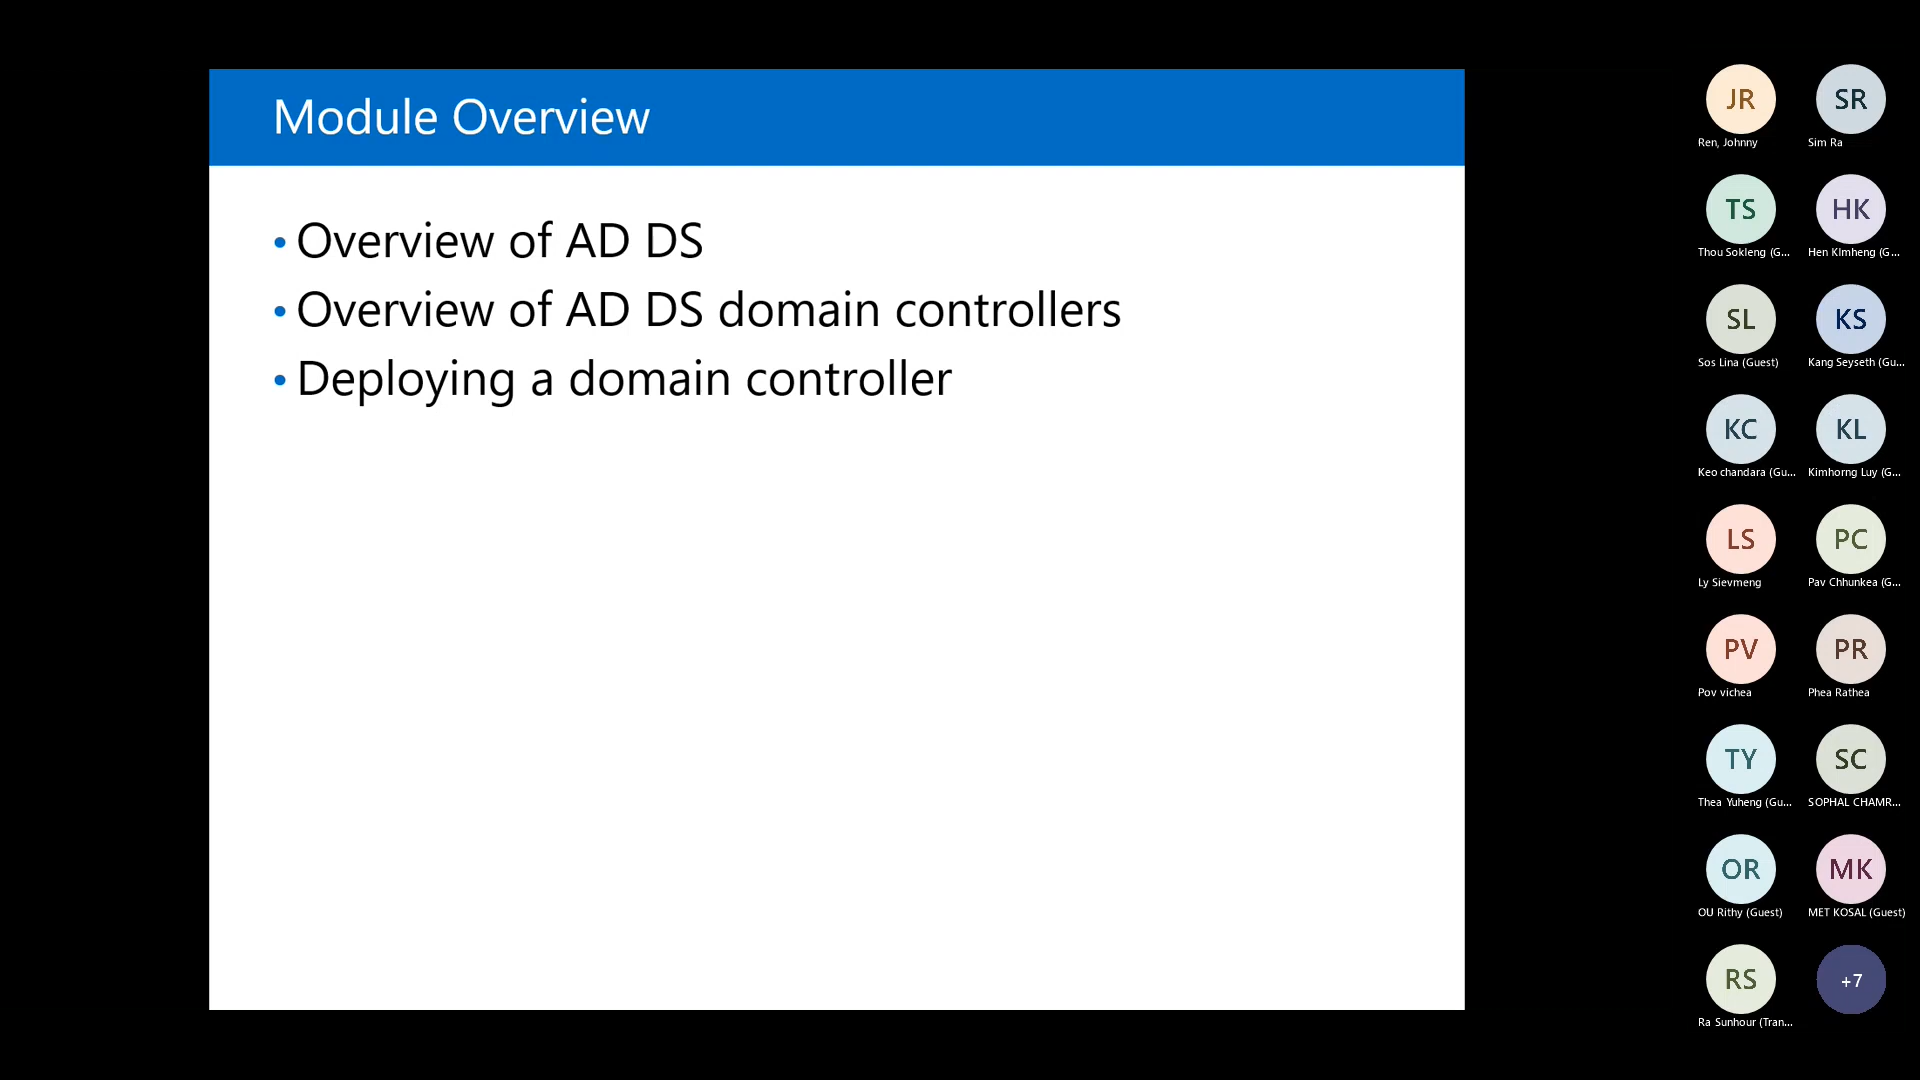 Module Overview
• Overview of AD DS
• Overview of AD DS domain controllers
• Deploying a domain controller
JR
Ren, Johnny
SR
Sim Ra
TS
Thou Sokleng (G...
HK
Hen KImheng (G...
SL
Sos Lina (Guest)
KS
Kang Seyseth (Gu...
KC
Keo chandara (Gu...
KL
Kimhorng Luy (G...
LS
Ly Sievmeng
PC
Pav Chhunkea (G...
PV
Pov vichea
PR
Phea Rathea
TY
Thea Yuheng (Gu...
SC
SOPHAL CHAMR...
OR
OU Rithy (Guest)
MK
MET KOSAL (Guest)
RS
Ra Sunhour (Tran...
+7